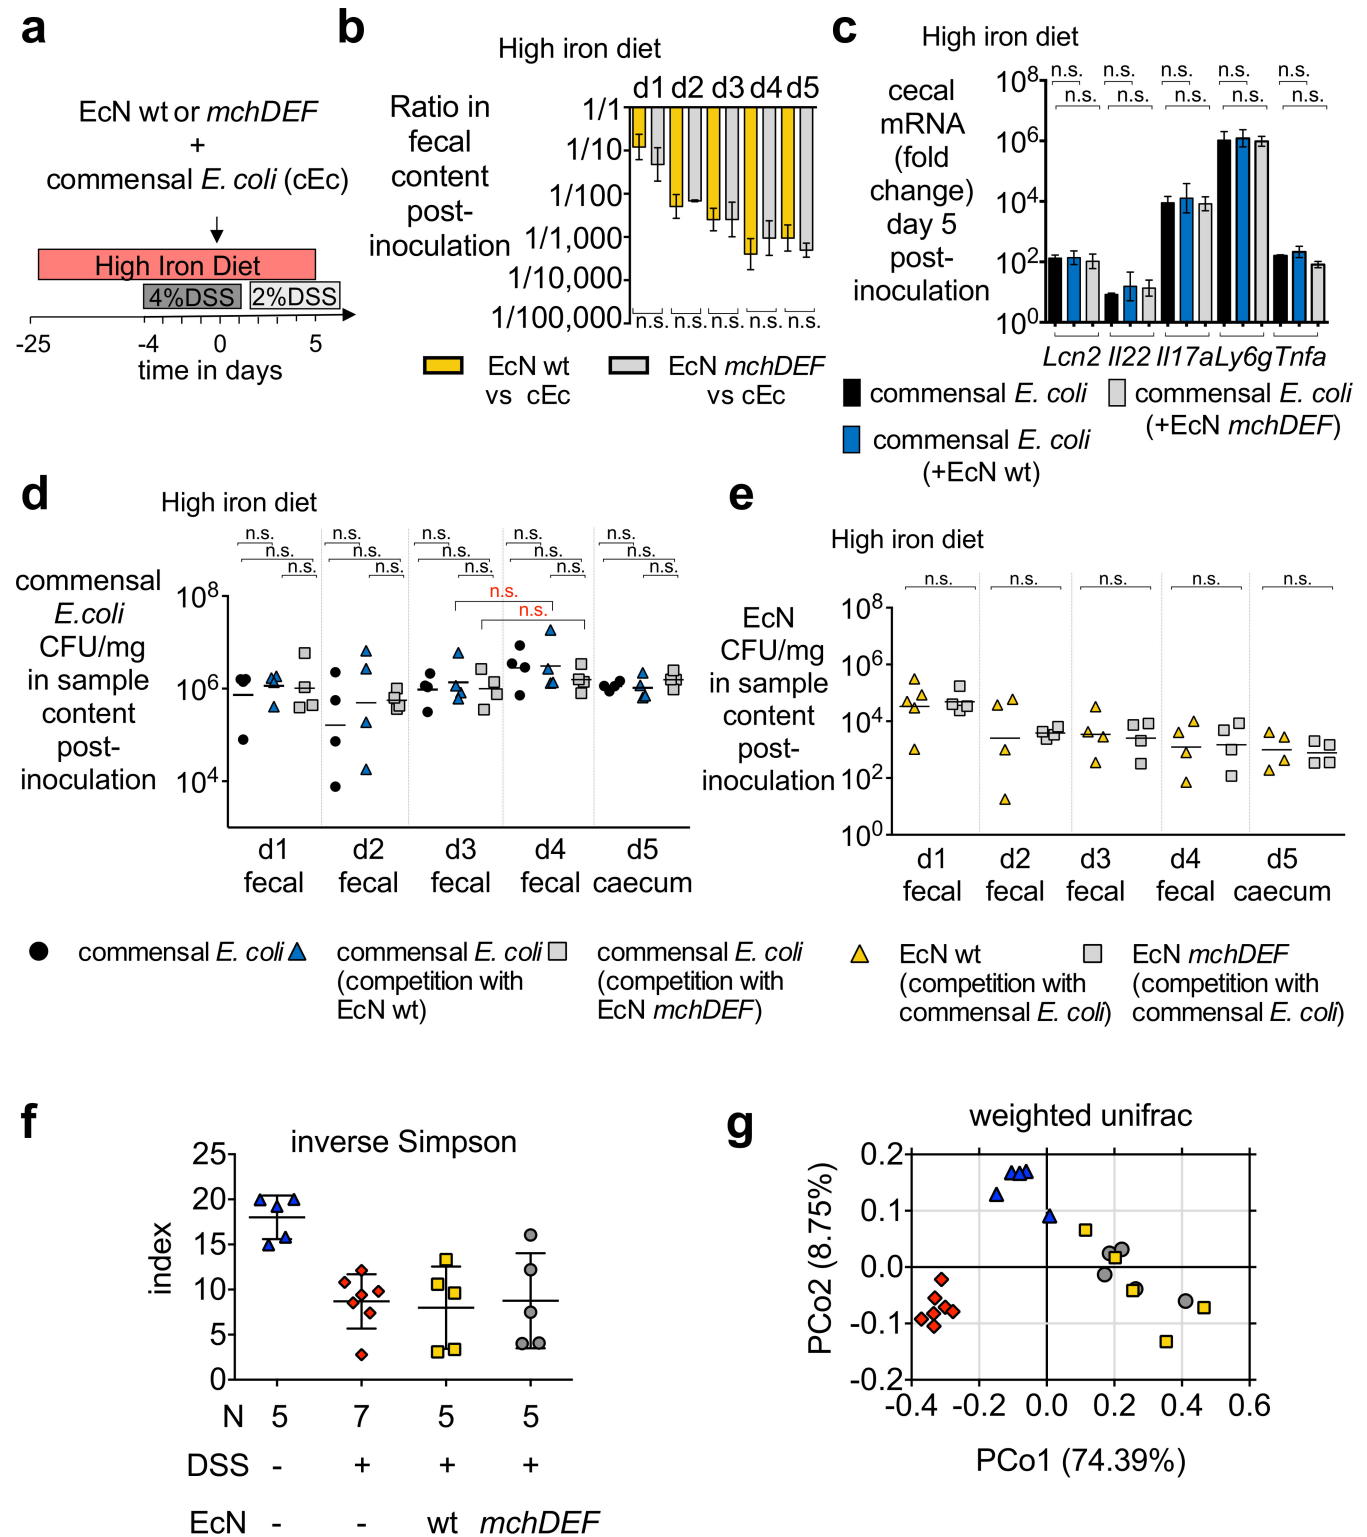 a
EcN wt or mchDEF
+
commensal E. coli (cEc)
High Iron Diet
4%DSS
2%DSS
-25
-4
0
5
time in days
b
High iron diet
Ratio in
fecal
content
post-
inoculation
d1 d2 d3 d4 d5
1/1
1/10
1/100
1/1,000
1/10,000
1/100,000
n.s. n.s. n.s. n.s. n.s.
EcN wt
vs cEc
EcN mchDEF
vs cEc
c
High iron diet
cecal
mRNA
(fold
change)
day 5
post-
inoculation
n.s. n.s. n.s. n.s. n.s.
n.s. n.s. n.s. n.s. n.s.
10^8
10^6
10^4
10^2
10^0
Lcn2 Il22 Il17a Ly6g Tnfa
commensal E. coli
commensal E. coli
(+EcN mchDEF)
commensal E. coli
(+EcN wt)
d
High iron diet
commensal
E.coli
CFU/mg
in sample
content
post-
inoculation
n.s. n.s. n.s. n.s. n.s.
n.s. n.s. n.s. n.s. n.s.
n.s. n.s. n.s. n.s. n.s.
n.s.
n.s.
10^8
10^6
10^4
d1 d2 d3 d4 d5
fecal fecal fecal fecal caecum
commensal E. coli
commensal E. coli
(competition with
EcN wt)
commensal E. coli
(competition with
EcN mchDEF)
e
High iron diet
EcN
CFU/mg
in sample
content
post-
inoculation
n.s. n.s. n.s. n.s. n.s.
10^8
10^6
10^4
10^2
10^0
d1 d2 d3 d4 d5
fecal fecal fecal fecal caecum
EcN wt
(competition with
commensal E. coli)
EcN mchDEF
(competition with
commensal E. coli)
f
inverse Simpson
index
25
20
15
10
5
0
N 5 7 5 5
DSS - + + +
EcN - - wt mchDEF
g
weighted unifrac
PCo2 (8.75%)
0.2
0.1
0.0
-0.1
-0.2
-0.4 -0.2 0.0 0.2 0.4 0.6
PCo1 (74.39%)